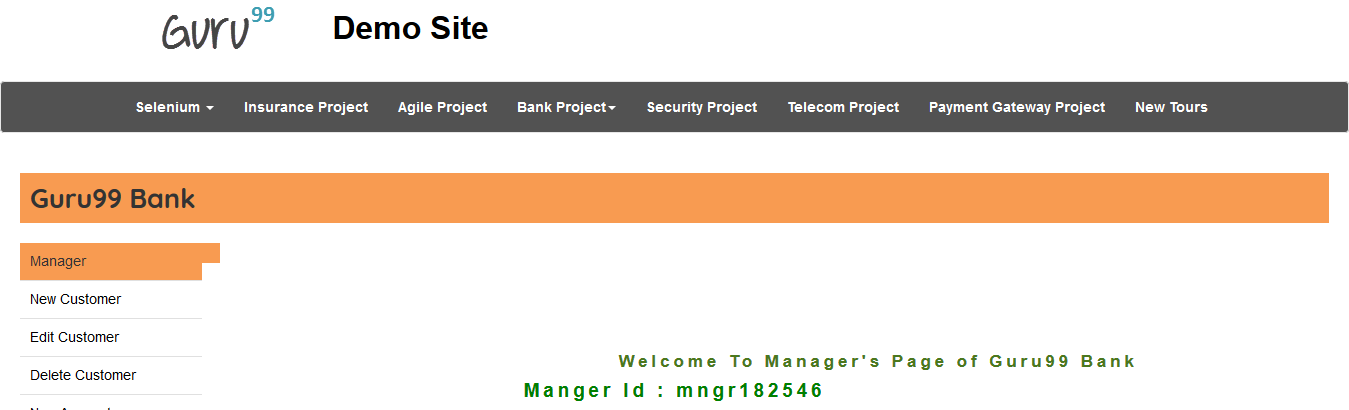 Guru99 Demo Site
Selenium Insurance Project Agile Project Bank Project Security Project Telecom Project Payment Gateway Project New Tours
Guru99 Bank
Manager
New Customer
Edit Customer
Welcome To Manager's Page of Guru99 Bank
Delete Customer
Manger Id : mngr182546